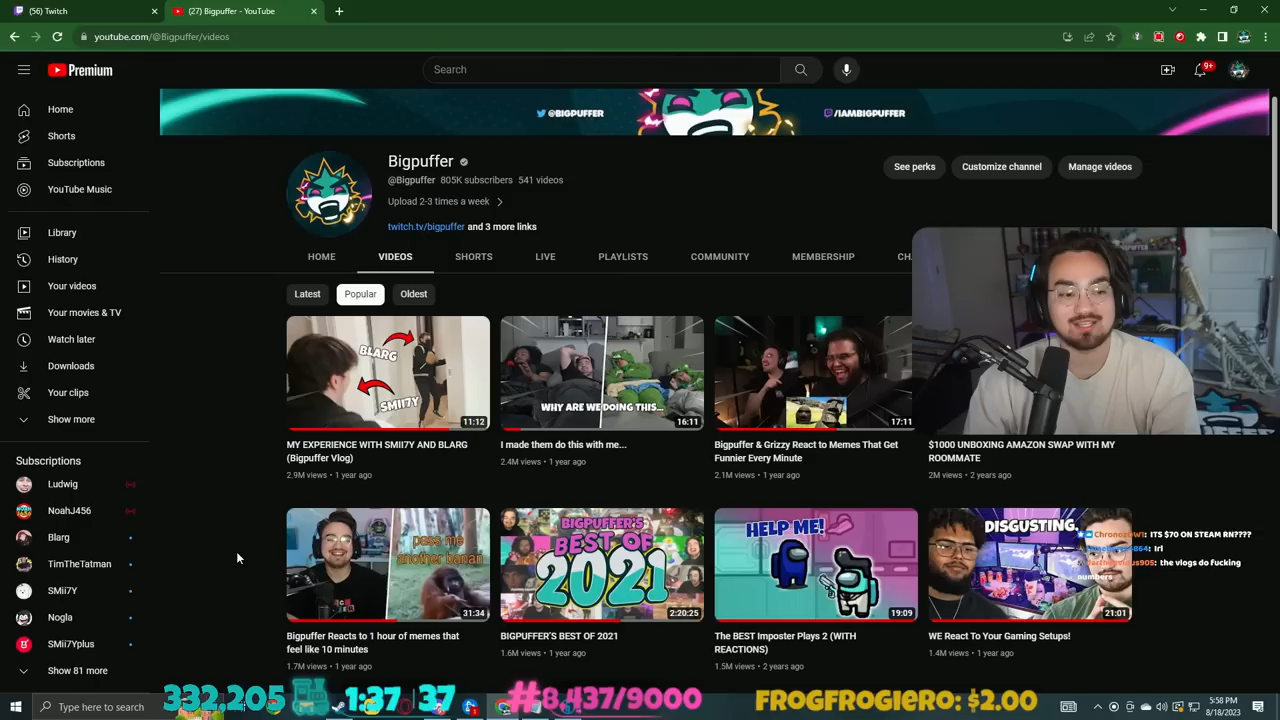 (56) Twitch
(27) Bigpuffer - YouTube
youtube.com/@Bigpuffer/videos
Premium
Search
9+
Home
Shorts
Subscriptions
YouTube Music
Library
History
Your videos
Your movies & TV
Watch later
Downloads
Your clips
Show more
Subscriptions
Ludwig
NoahJ456
Blarg
TimTheTatman
SMii7Y
Nogla
SMii7Yplus
Show 81 more
@BIGPUFFER
/IAMBIGPUFFER
Bigpuffer
@Bigpuffer 805K subscribers 541 videos
Upload 2-3 times a week
twitch.tv/bigpuffer and 3 more links
See perks
Customize channel
Manage videos
HOME
VIDEOS
SHORTS
LIVE
PLAYLISTS
COMMUNITY
MEMBERSHIP
CH
Latest
Popular
Oldest
BLARG
SMII7Y
11:12
WHY ARE WE DOING THIS...
16:11
17:11
MY EXPERIENCE WITH SMII7Y AND BLARG
(Bigpuffer Vlog)
2.9M views • 1 year ago
I made them do this with me...
2.4M views • 1 year ago
Bigpuffer & Grizzy React to Memes That Get
Funnier Every Minute
2.1M views • 1 year ago
$1000 UNBOXING AMAZON SWAP WITH MY
ROOMMATE
2M views • 2 years ago
pass me
another banan
31:34
BIGPUFFER'S
BEST OF
2021
2:20:25
HELP ME!
19:09
DISGUSTING.
21:01
Bigpuffer Reacts to 1 hour of memes that
feel like 10 minutes
1.7M views • 1 year ago
BIGPUFFER'S BEST OF 2021
1.6M views • 1 year ago
The BEST Imposter Plays 2 (WITH
REACTIONS)
1.5M views • 2 years ago
WE React To Your Gaming Setups!
1.4M views • 1 year ago
ITS $70 ON STEAM RN????
lrl
the vlogs do fucking
numbers
332,205 1:37 | 37
#8,437/9000
FROGFROGIERO: $2.00
Type here to search
5:58 PM
8/18/2023